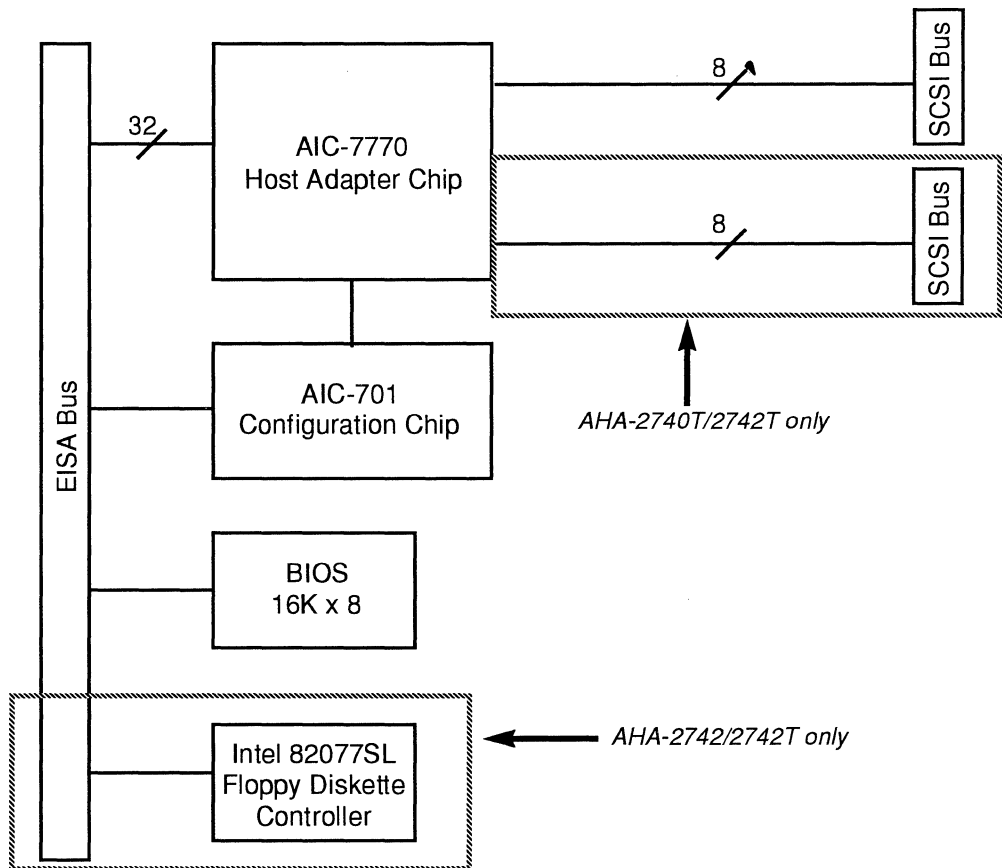 8
SCSI Bus
32
AIC-7770
Host Adapter Chip
8
SCSI Bus
AIC-701
Configuration Chip
AHA-2740T/2742T only
EISA Bus
BIOS
16K x 8
Intel 82077SL
Floppy Diskette
Controller
AHA-2742/2742T only